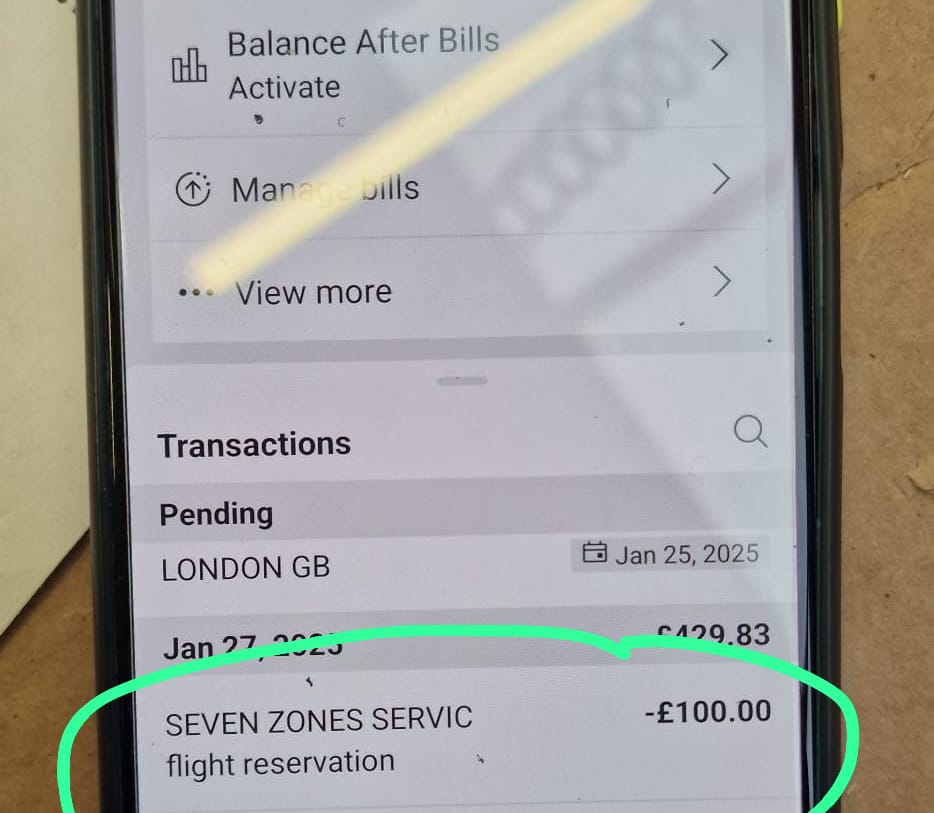 Balance After Bills
Activate
Manage bills
View more
Transactions
Pending
LONDON GB
Jan 25, 2025
Jan 27, 2025 £429.83
SEVEN ZONES SERVIC -£100.00
flight reservation